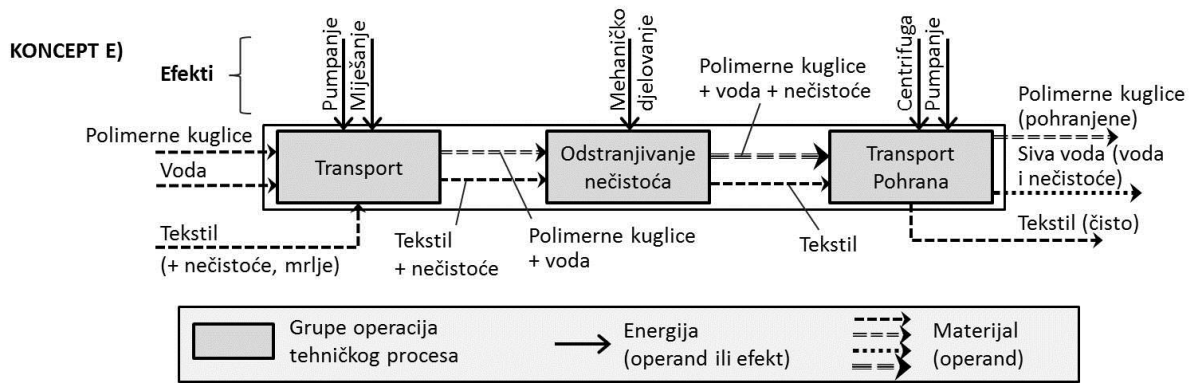 KONCEPT E)
Efekti
Pumpanje
Miješanje
Mehaničko
djelovanje
Centrifuga
Pumpanje
Polimerne kuglice
+ voda + nečistoće
Polimerne kuglice
(pohranjene)
Polimerne kuglice
Voda
Transport
Odstranjivanje
nečistoća
Transport
Pohrana
Siva voda (voda
i nečistoće)
Tekstil
(+ nečistoće, mrlje)
Tekstil
+ nečistoće
Polimerne kuglice
+ voda
Tekstil
Tekstil (čisto)
Grupe operacija
tehničkog procesa
Energija
(operand ili efekt)
Materijal
(operand)